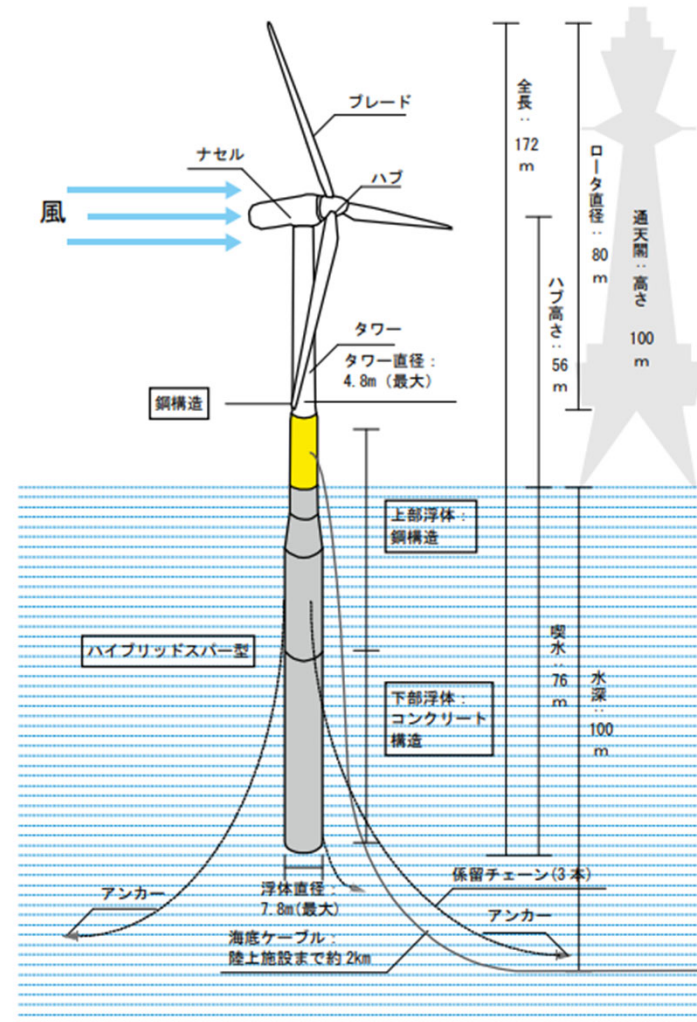 ブレード
ナセル
ハブ
風
全長：172m
ロータ直径：80m
通天閣：高さ 100m
ハブ高さ：56m
タワー
タワー直径：
4.8m（最大）
鋼構造
上部浮体：
鋼構造
ハイブリッドスパー型
喫水：76m
水深：100m
下部浮体：
コンクリート
構造
係留チェーン(3本)
アンカー
浮体直径：
7.8m(最大)
アンカー
海底ケーブル：
陸上施設まで約2km